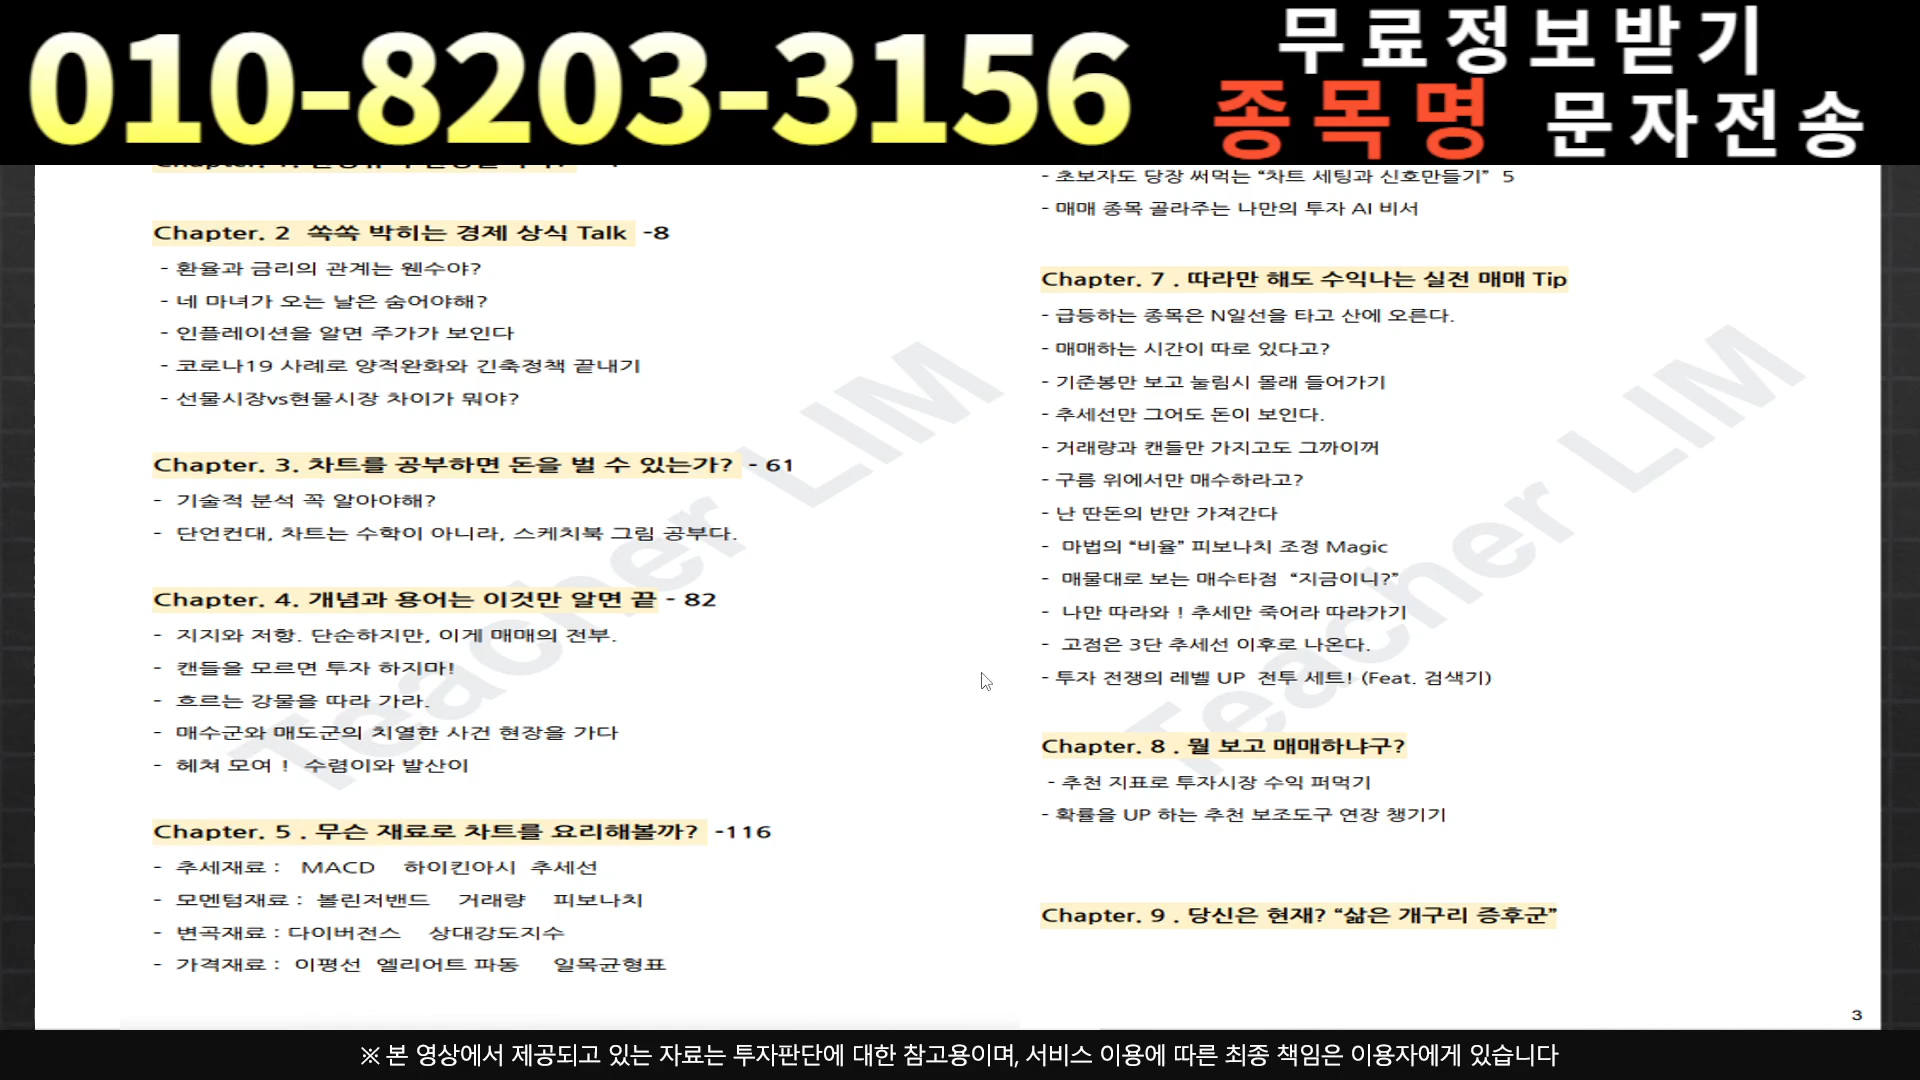 010-8203-3156
무료정보받기
종목명 문자전송
Chapter. 2 쏙쏙 박히는 경제 상식 Talk -8
- 환율과 금리의 관계는 웬수야?
- 네 마녀가 오는 날은 숨어야해?
- 인플레이션을 알면 주가가 보인다
- 코로나19 사례로 양적완화와 긴축정책 끝내기
- 선물시장vs현물시장 차이가 뭐야?
Chapter. 3. 차트를 공부하면 돈을 벌 수 있는가? - 61
- 기술적 분석 꼭 알아야해?
- 단언컨대, 차트는 수학이 아니라, 스케치북 그림 공부다.
Chapter. 4. 개념과 용어는 이것만 알면 끝 - 82
- 지지와 저항. 단순하지만, 이게 매매의 전부.
- 캔들을 모르면 투자 하지마!
- 흐르는 강물을 따라 가라.
- 매수군와 매도군의 치열한 사건 현장을 가다
- 헤쳐 모여 ! 수렴이와 발산이
Chapter. 5 . 무슨 재료로 차트를 요리해볼까? -116
- 추세재료 : MACD 하이킨아시 추세선
- 모멘텀재료 : 볼린저밴드 거래량 피보나치
- 변곡재료 : 다이버전스 상대강도지수
- 가격재료 : 이평선 엘리어트 파동 일목균형표
- 초보자도 당장 써먹는 “차트 세팅과 신호만들기” 5
- 매매 종목 골라주는 나만의 투자 AI 비서
Chapter. 7 . 따라만 해도 수익나는 실전 매매 Tip
- 급등하는 종목은 N일선을 타고 산에 오른다.
- 매매하는 시간이 따로 있다고?
- 기준봉만 보고 눌림시 몰래 들어가기
- 추세선만 그어도 돈이 보인다.
- 거래량과 캔들만 가지고도 그까이꺼
- 구름 위에서만 매수하라고?
- 난 딴돈의 반만 가져간다
- 마법의 “비율” 피보나치 조정 Magic
- 매물대로 보는 매수타점 “지금이니?”
- 나만 따라와 ! 추세만 죽어라 따라가기
- 고점은 3단 추세선 이후로 나온다.
- 투자 전쟁의 레벨 UP 전투 세트! (Feat. 검색기)
Chapter. 8 . 뭘 보고 매매하냐구?
- 추천 지표로 투자시장 수익 퍼먹기
- 확률을 UP 하는 추천 보조도구 연장 챙기기
Chapter. 9 . 당신은 현재? “삶은 개구리 증후군”
Teacher LIM
Teacher LIM
3
※ 본 영상에서 제공되고 있는 자료는 투자판단에 대한 참고용이며, 서비스 이용에 따른 최종 책임은 이용자에게 있습니다